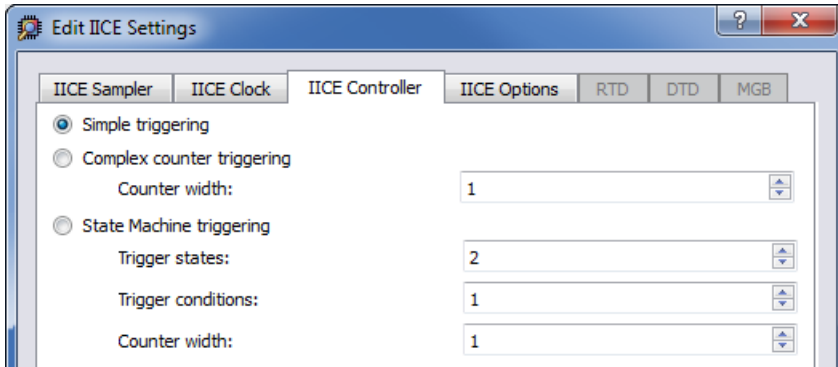 Edit IICE Settings
IICE Sampler IICE Clock IICE Controller IICE Options RTD DTD MGB
Simple triggering
Complex counter triggering
Counter width: 1
State Machine triggering
Trigger states: 2
Trigger conditions: 1
Counter width: 1